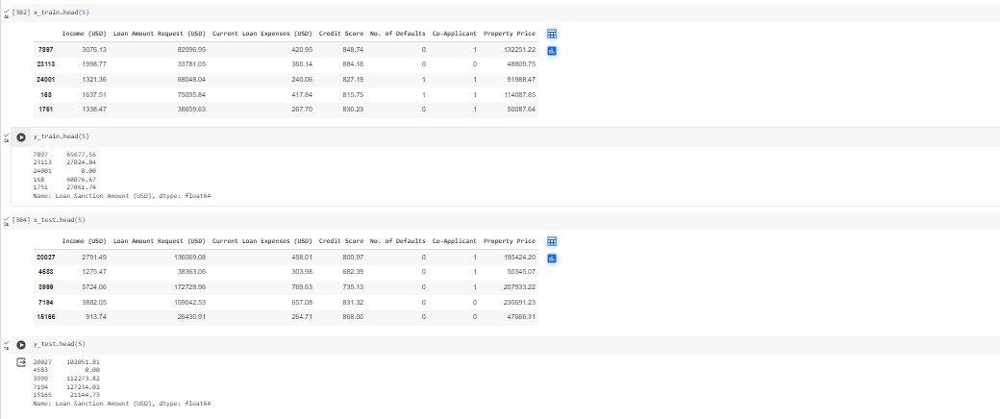 [302] x_train.head(5)
Income (USD) Loan Amount Request (USD) Current Loan Expenses (USD) Credit Score No. of Defaults Co-Applicant Property Price
7897 3076.13 82096.95 420.95 848.74 0 1 132251.22
23113 1998.77 33781.05 360.14 884.18 0 0 48809.75
24001 1321.36 68048.04 240.06 827.19 1 1 91988.47
168 1637.51 75095.84 417.84 815.75 1 1 114087.85
1751 1338.47 38659.63 267.70 830.23 0 1 50087.64
y_train.head(5)
7897 65677.56
23113 27024.84
24001 0.00
168 60076.67
1751 27061.74
Name: Loan Sanction Amount (USD), dtype: float64
[304] x_test.head(5)
Income (USD) Loan Amount Request (USD) Current Loan Expenses (USD) Credit Score No. of Defaults Co-Applicant Property Price
20027 2791.49 136069.08 458.01 800.97 0 1 195424.20
4583 1275.47 38363.06 303.98 682.39 0 1 50345.07
3999 5724.06 172728.96 769.63 735.13 0 1 207933.22
7194 3882.05 159042.53 657.08 831.32 0 0 230691.23
15165 913.74 26430.91 264.71 868.00 0 0 47666.31
y_test.head(5)
20027 102051.81
4583 0.00
3999 112273.82
7194 127234.02
15165 21144.73
Name: Loan Sanction Amount (USD), dtype: float64